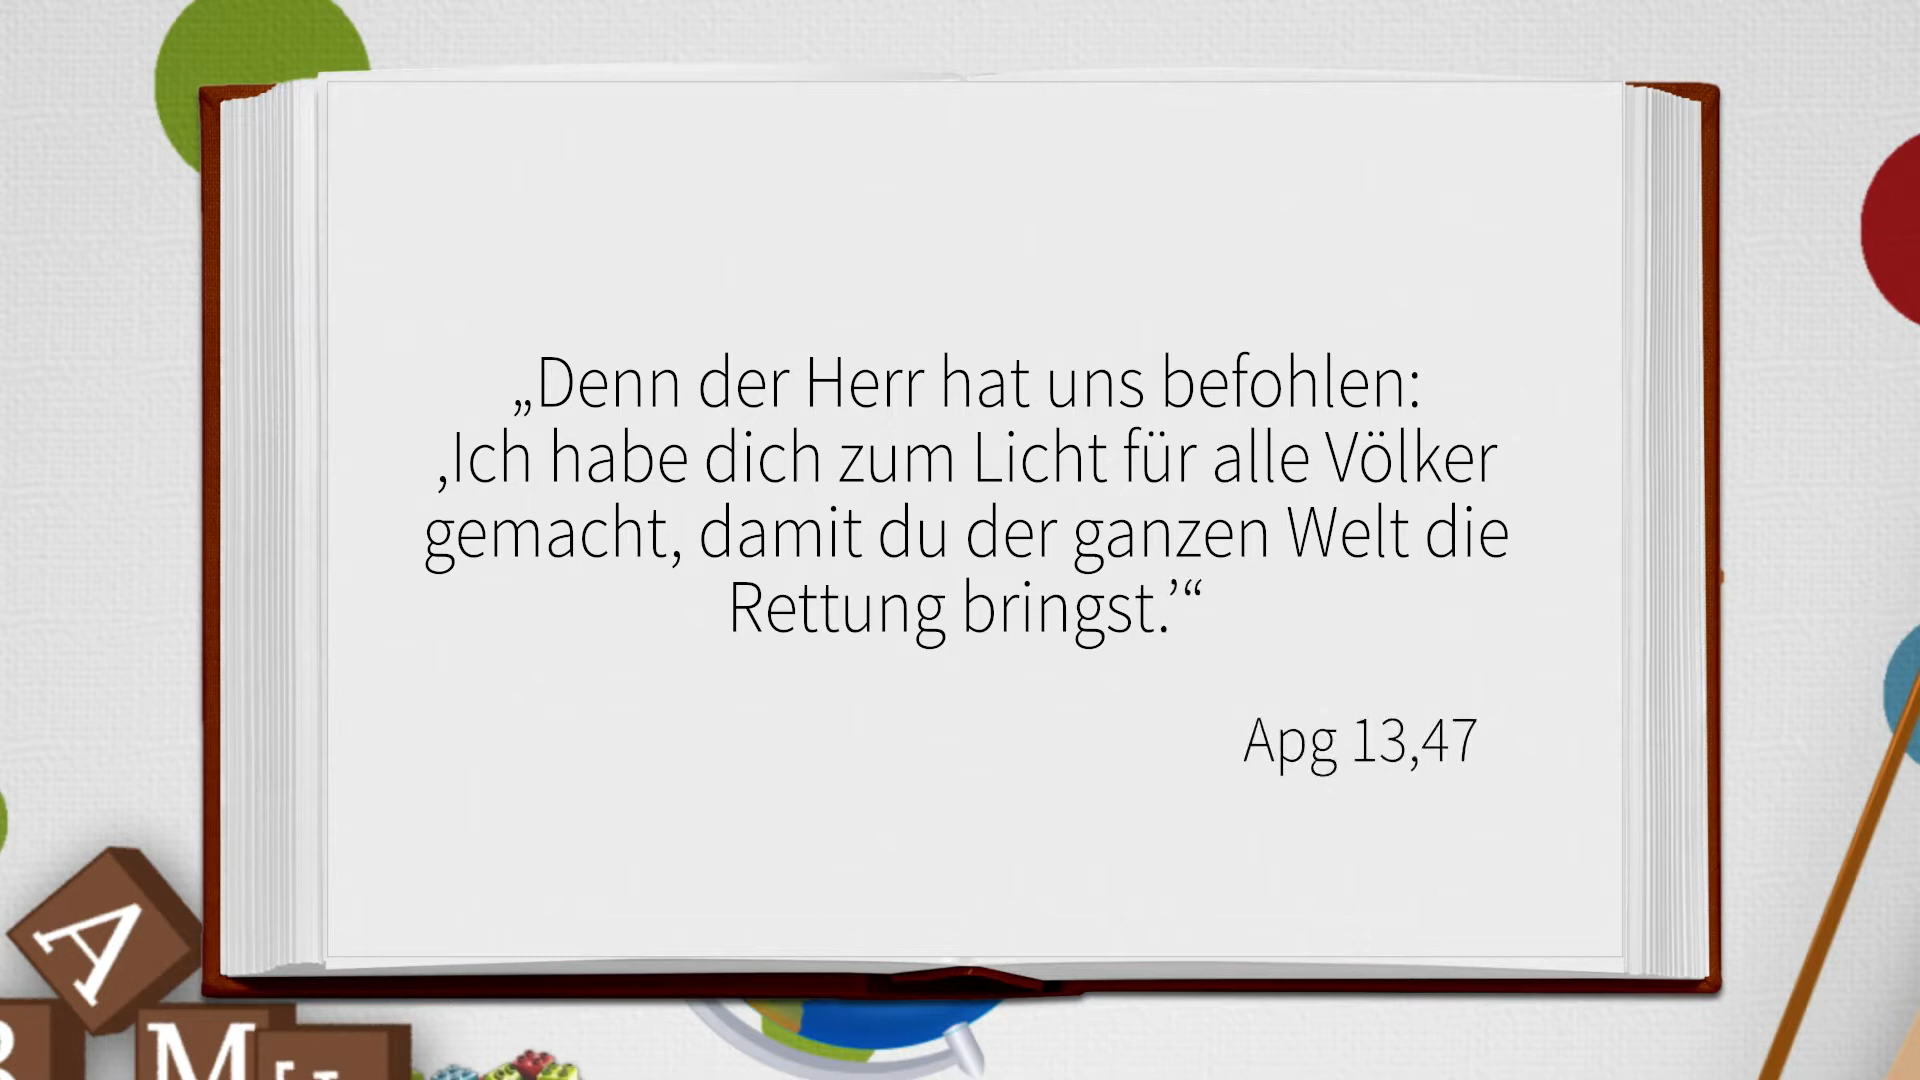 „Denn der Herr hat uns befohlen:
‚Ich habe dich zum Licht für alle Völker
gemacht, damit du der ganzen Welt die
Rettung bringst.’“
Apg 13,47
A
M